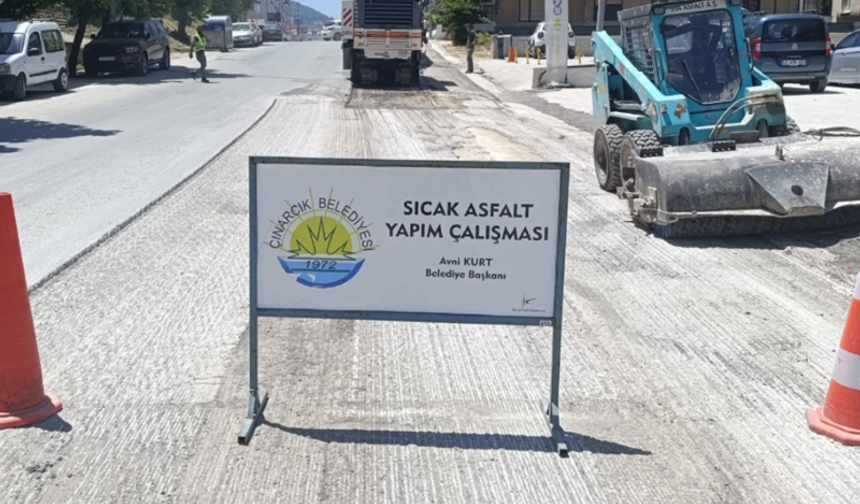 ÇINARCIK BELEDİYESİ
1972
SICAK ASFALT
YAPIM ÇALIŞMASI
Avni KURT
Belediye Başkanı